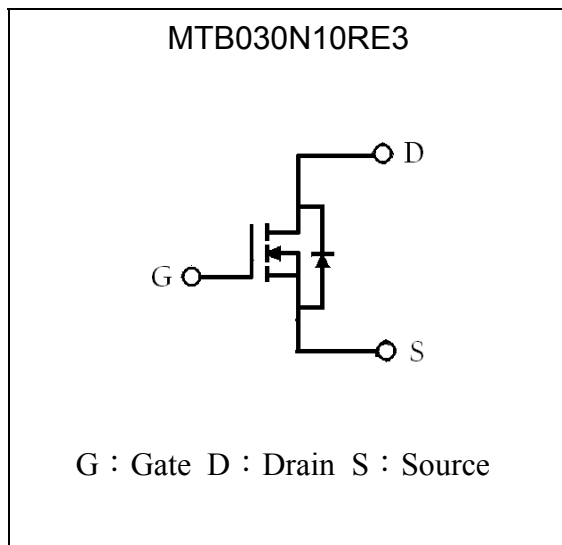 MTB030N10RE3
D
G
S
G：Gate D：Drain S：Source